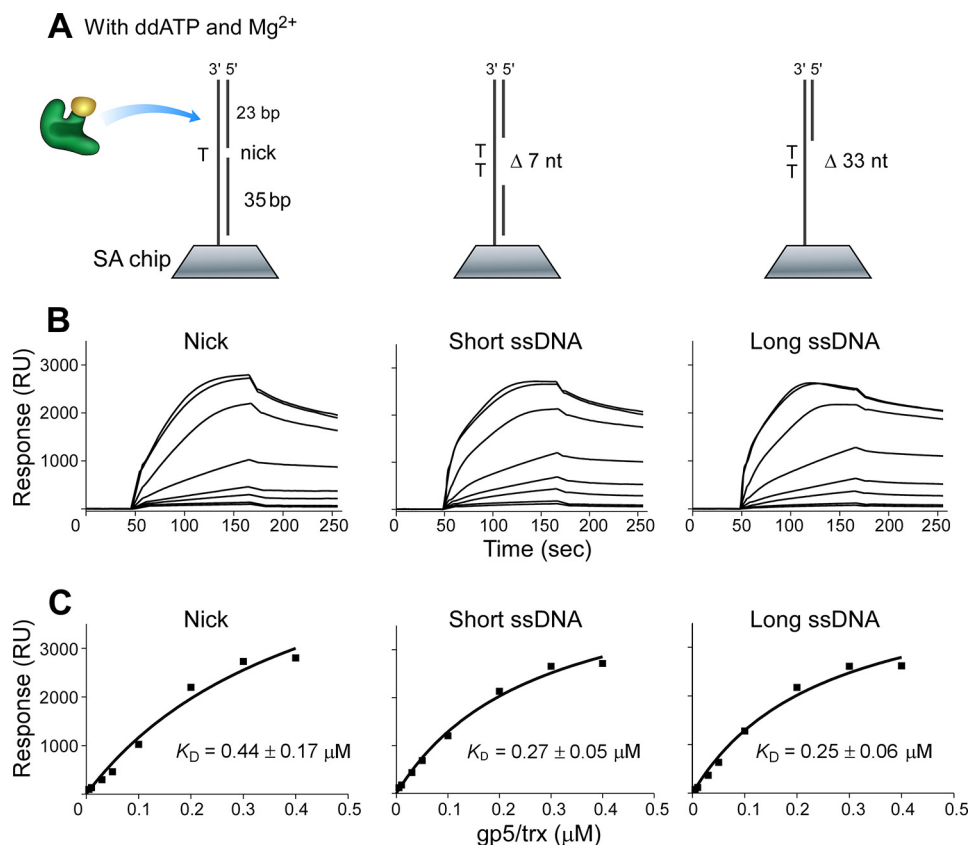 A With ddATP and Mg2+
3' 5'
23 bp
T
nick
35 bp
SA chip
3' 5'
T
T
Δ 7 nt
3' 5'
T
T
Δ 33 nt
B
Nick
Short ssDNA
Long ssDNA
Response (RU)
3000
2000
1000
0 50 100 150 200 250
0 50 100 150 200 250
0 50 100 150 200 250
Time (sec)
C
Nick
Short ssDNA
Long ssDNA
Response (RU)
3000
2000
1000
KD = 0.44 ± 0.17 μM
KD = 0.27 ± 0.05 μM
KD = 0.25 ± 0.06 μM
0 0.1 0.2 0.3 0.4 0.5
0 0.1 0.2 0.3 0.4 0.5
0 0.1 0.2 0.3 0.4 0.5
gp5/trx (μM)